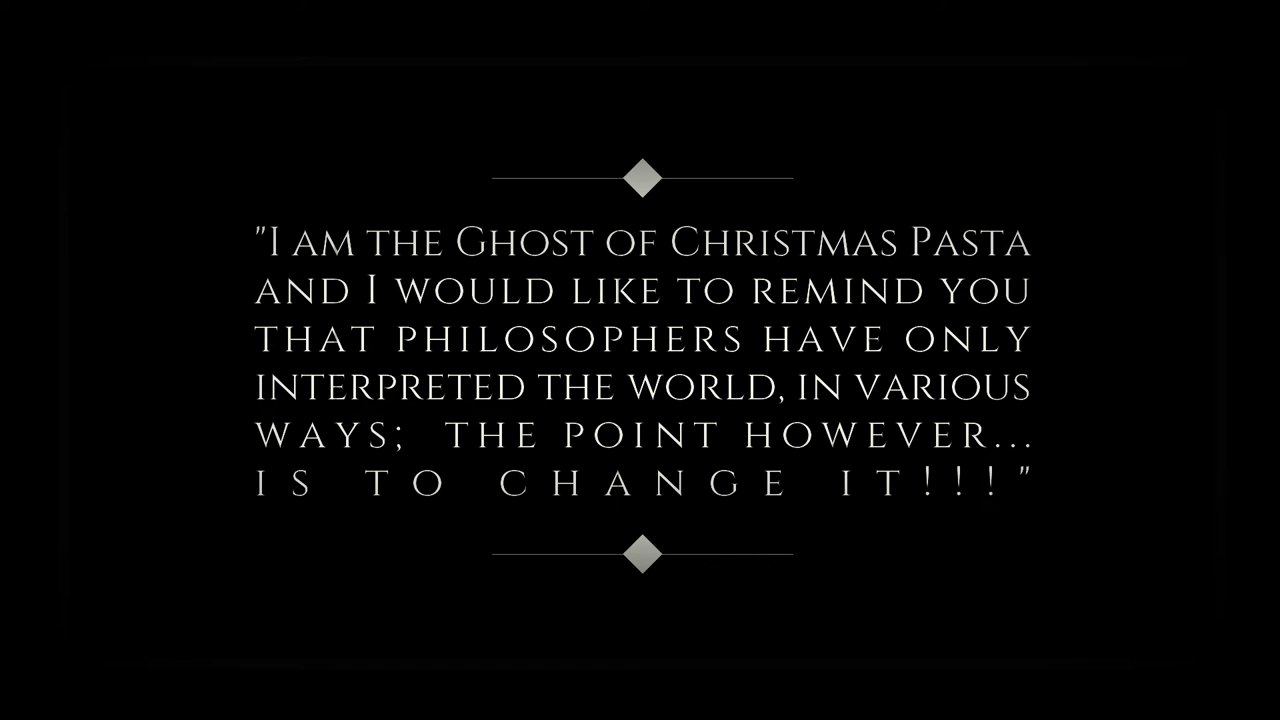 "I AM THE GHOST OF CHRISTMAS PASTA
AND I WOULD LIKE TO REMIND YOU
THAT PHILOSOPHERS HAVE ONLY
INTERPRETED THE WORLD, IN VARIOUS
WAYS; THE POINT HOWEVER...
IS TO CHANGE IT!!!"